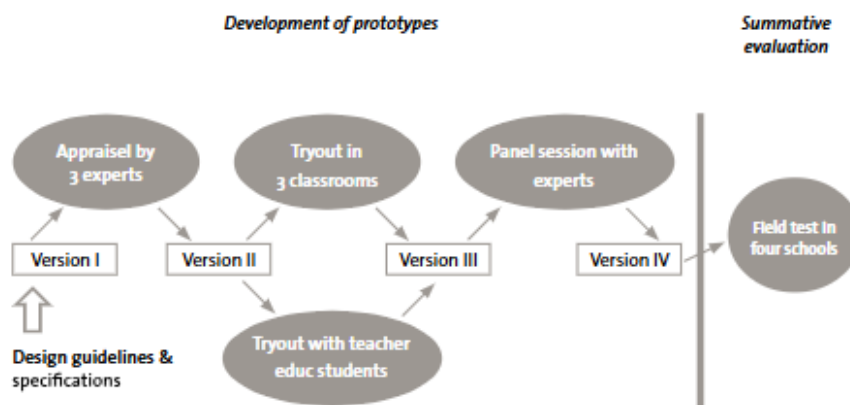 Development of prototypes
Summative
evaluation
Appraisel by
3 experts
Tryout in
3 classrooms
Panel session with
experts
Field test in
four schools
Version I
Version II
Version III
Version IV
Tryout with teacher
educ students
Design guidelines &
specifications